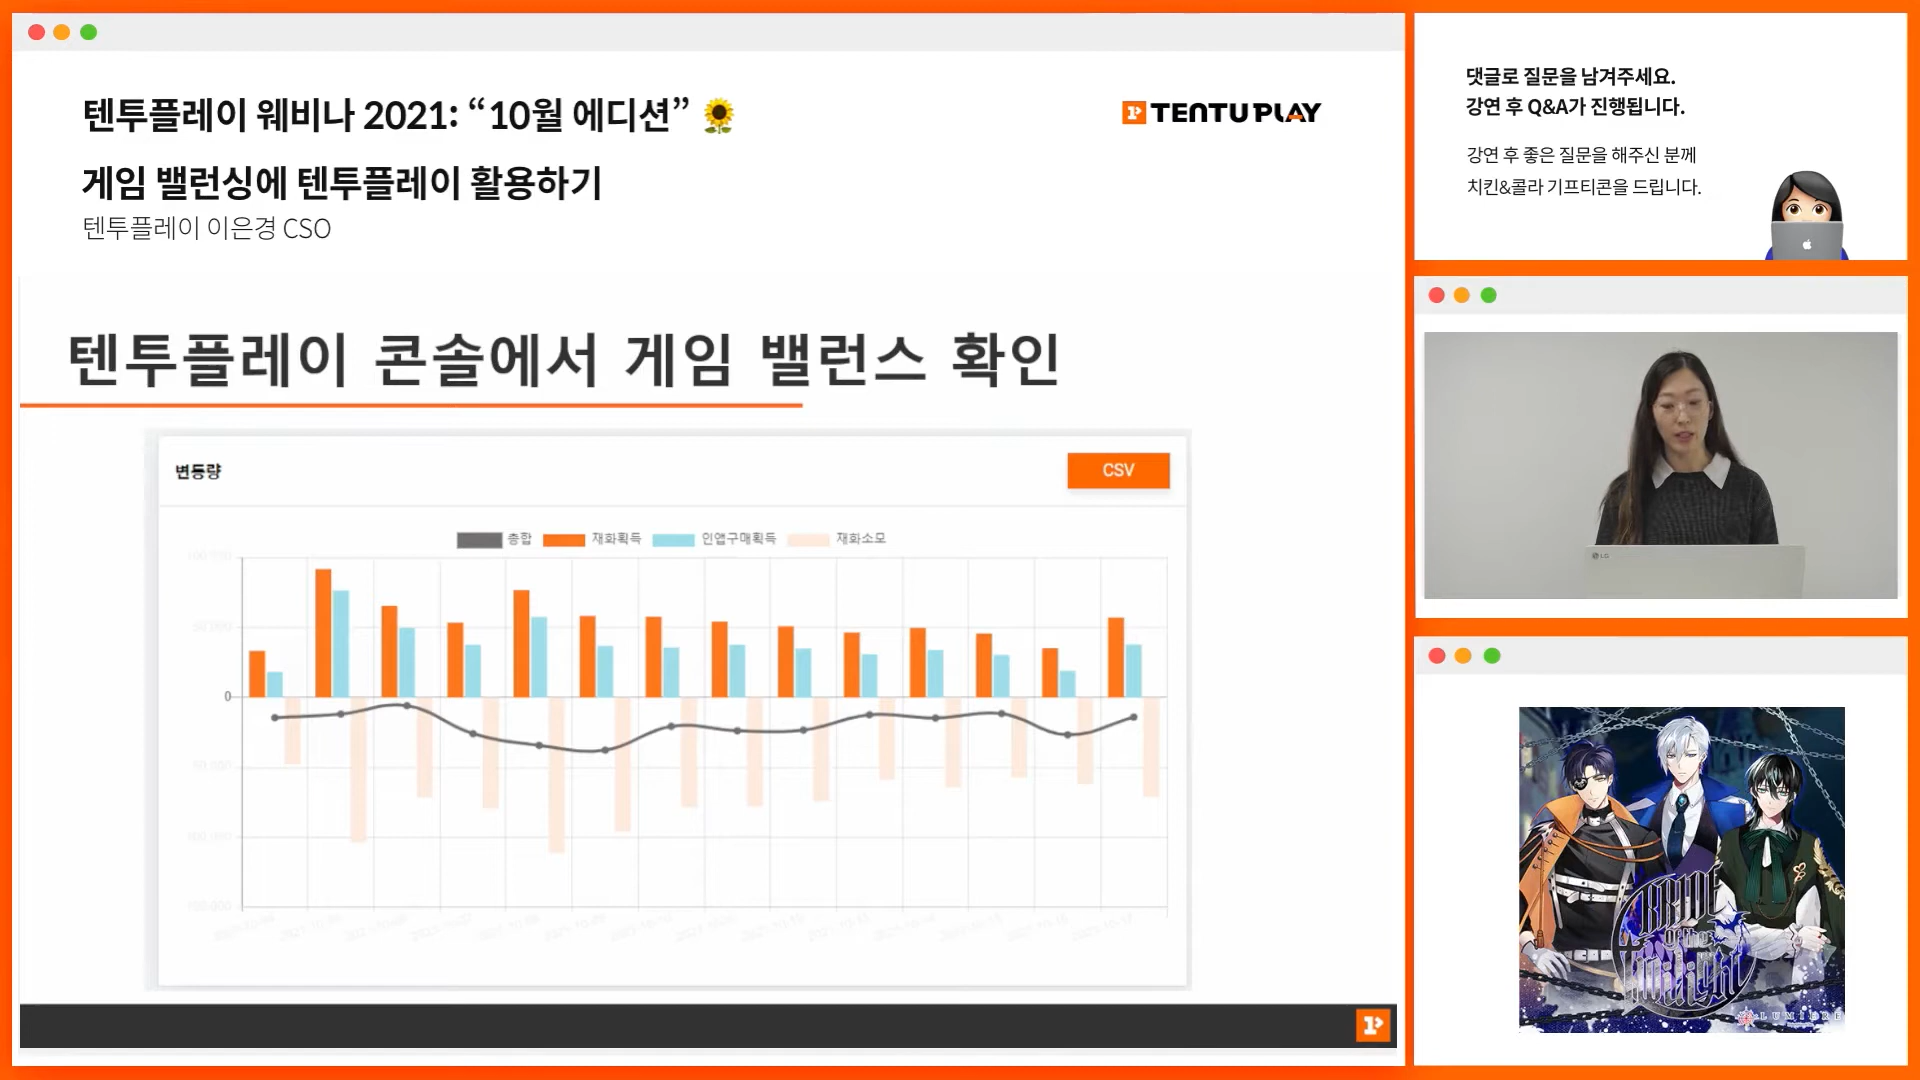 텐투플레이 웨비나 2021: “10월 에디션”
TENTUPLAY
게임 밸런싱에 텐투플레이 활용하기
텐투플레이 이은경 CSO
텐투플레이 콘솔에서 게임 밸런스 확인
변동량
CSV
총합 재화획득 인앱구매획득 재화소모
0
댓글로 질문을 남겨주세요.
강연 후 Q&A가 진행됩니다.
강연 후 좋은 질문을 해주신 분께
치킨&콜라 기프티콘을 드립니다.
LG
BRIDE
Of the
Twilight
LUMIERE